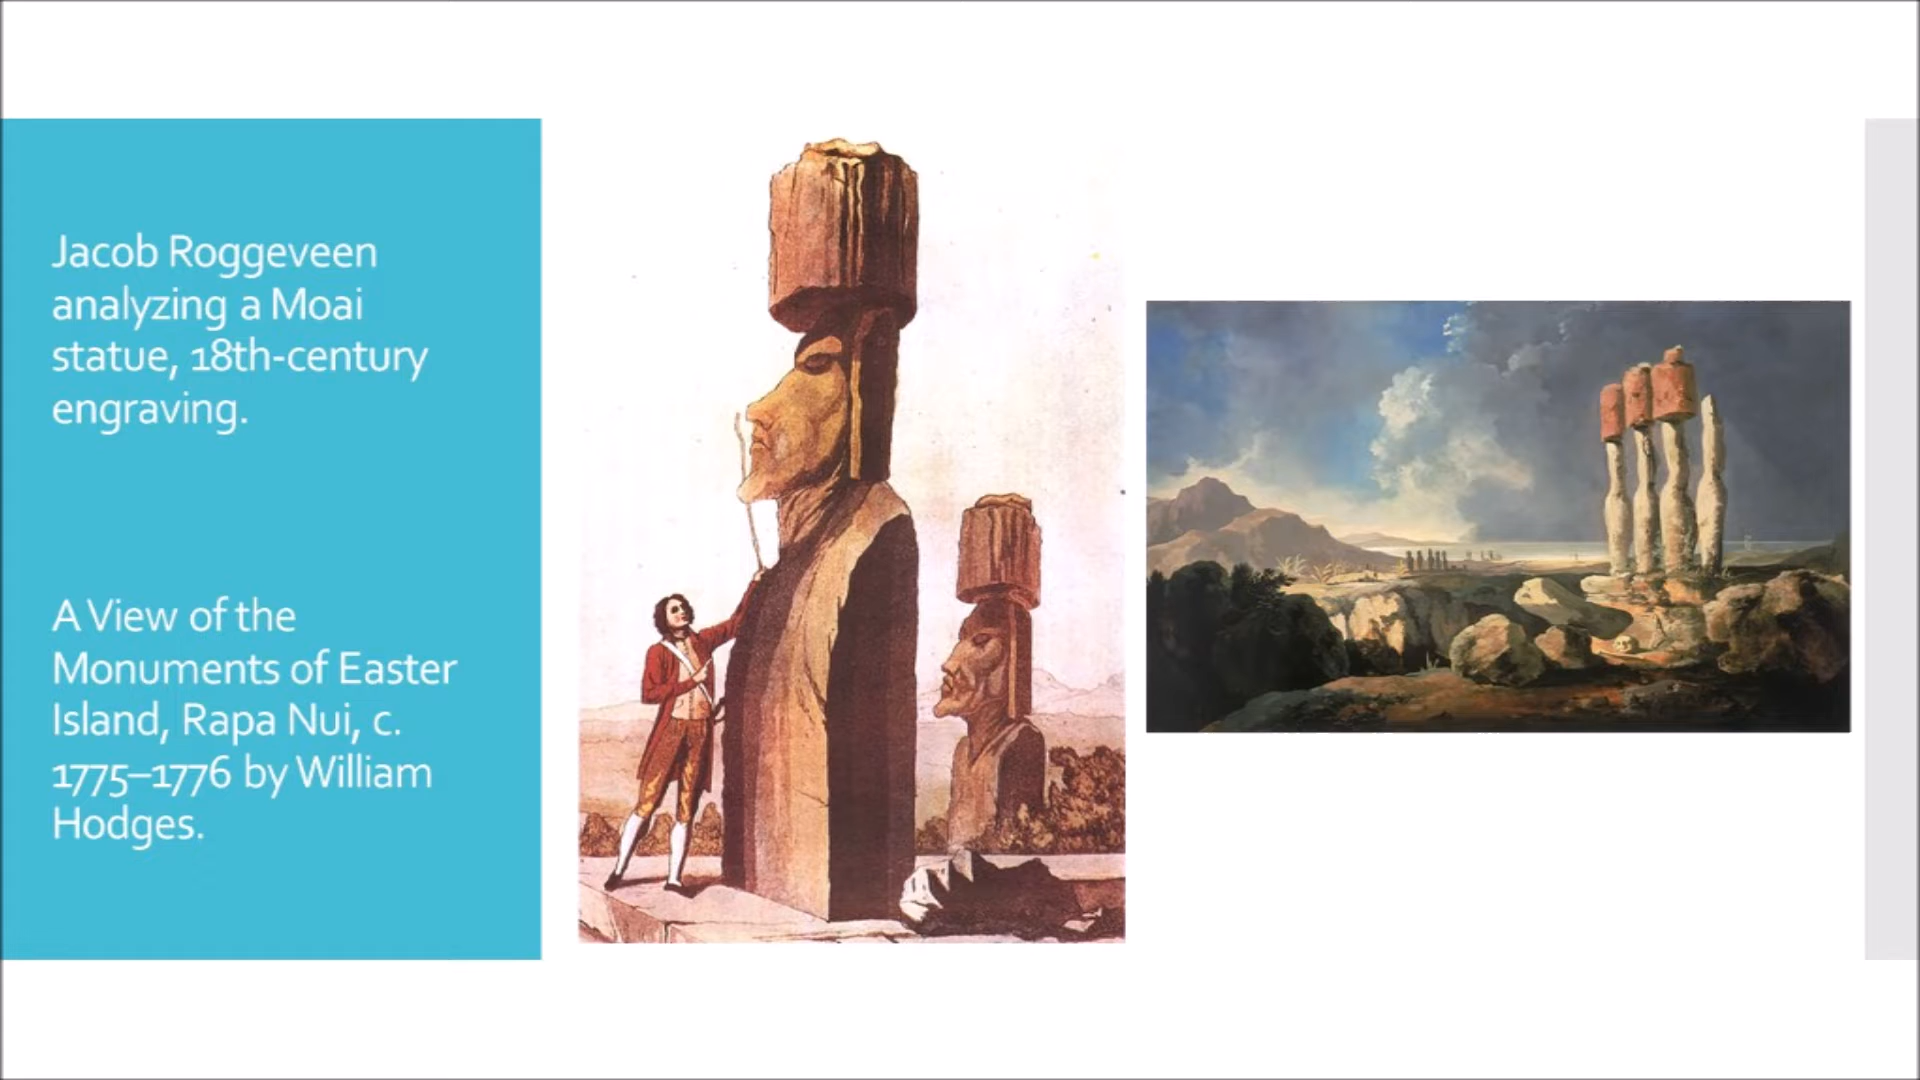 Jacob Roggeveen
analyzing a Moai
statue, 18th-century
engraving.
A View of the
Monuments of Easter
Island, Rapa Nui, c.
1775–1776 by William
Hodges.